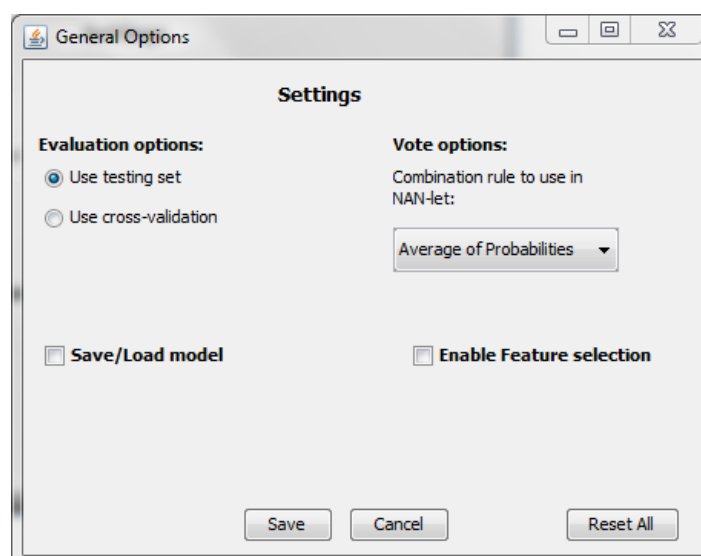 General Options
Settings
Evaluation options:
Use testing set
Use cross-validation
Vote options:
Combination rule to use in
NAN-let:
Average of Probabilities
Save/Load model
Enable Feature selection
Save
Cancel
Reset All